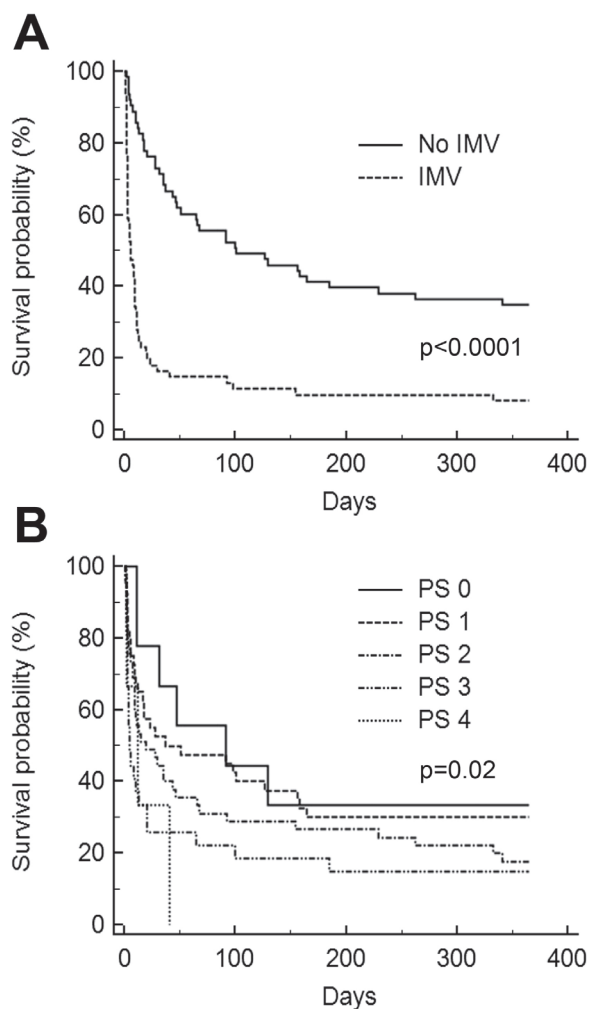 A
Survival probability (%)
100
80
60
40
20
0
No IMV
IMV
p<0.0001
0 100 200 300 400
Days
B
Survival probability (%)
100
80
60
40
20
0
PS 0
PS 1
PS 2
PS 3
PS 4
p=0.02
0 100 200 300 400
Days